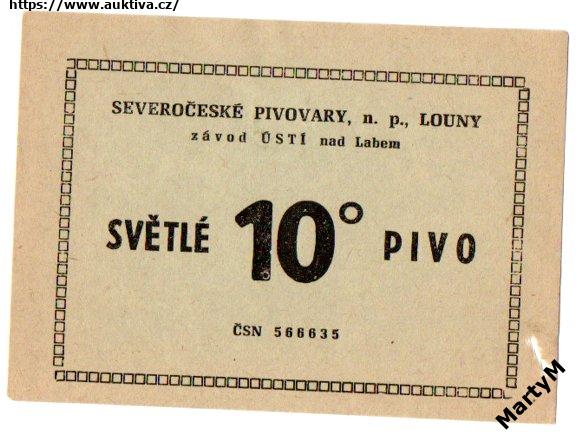 https://www.auktiva.cz/
SEVEROČESKÉ PIVOVARY, n. p., LOUNY
závod ÚSTÍ nad Labem
SVĚTLÉ 10° PIVO
ČSN 566635
MartyM